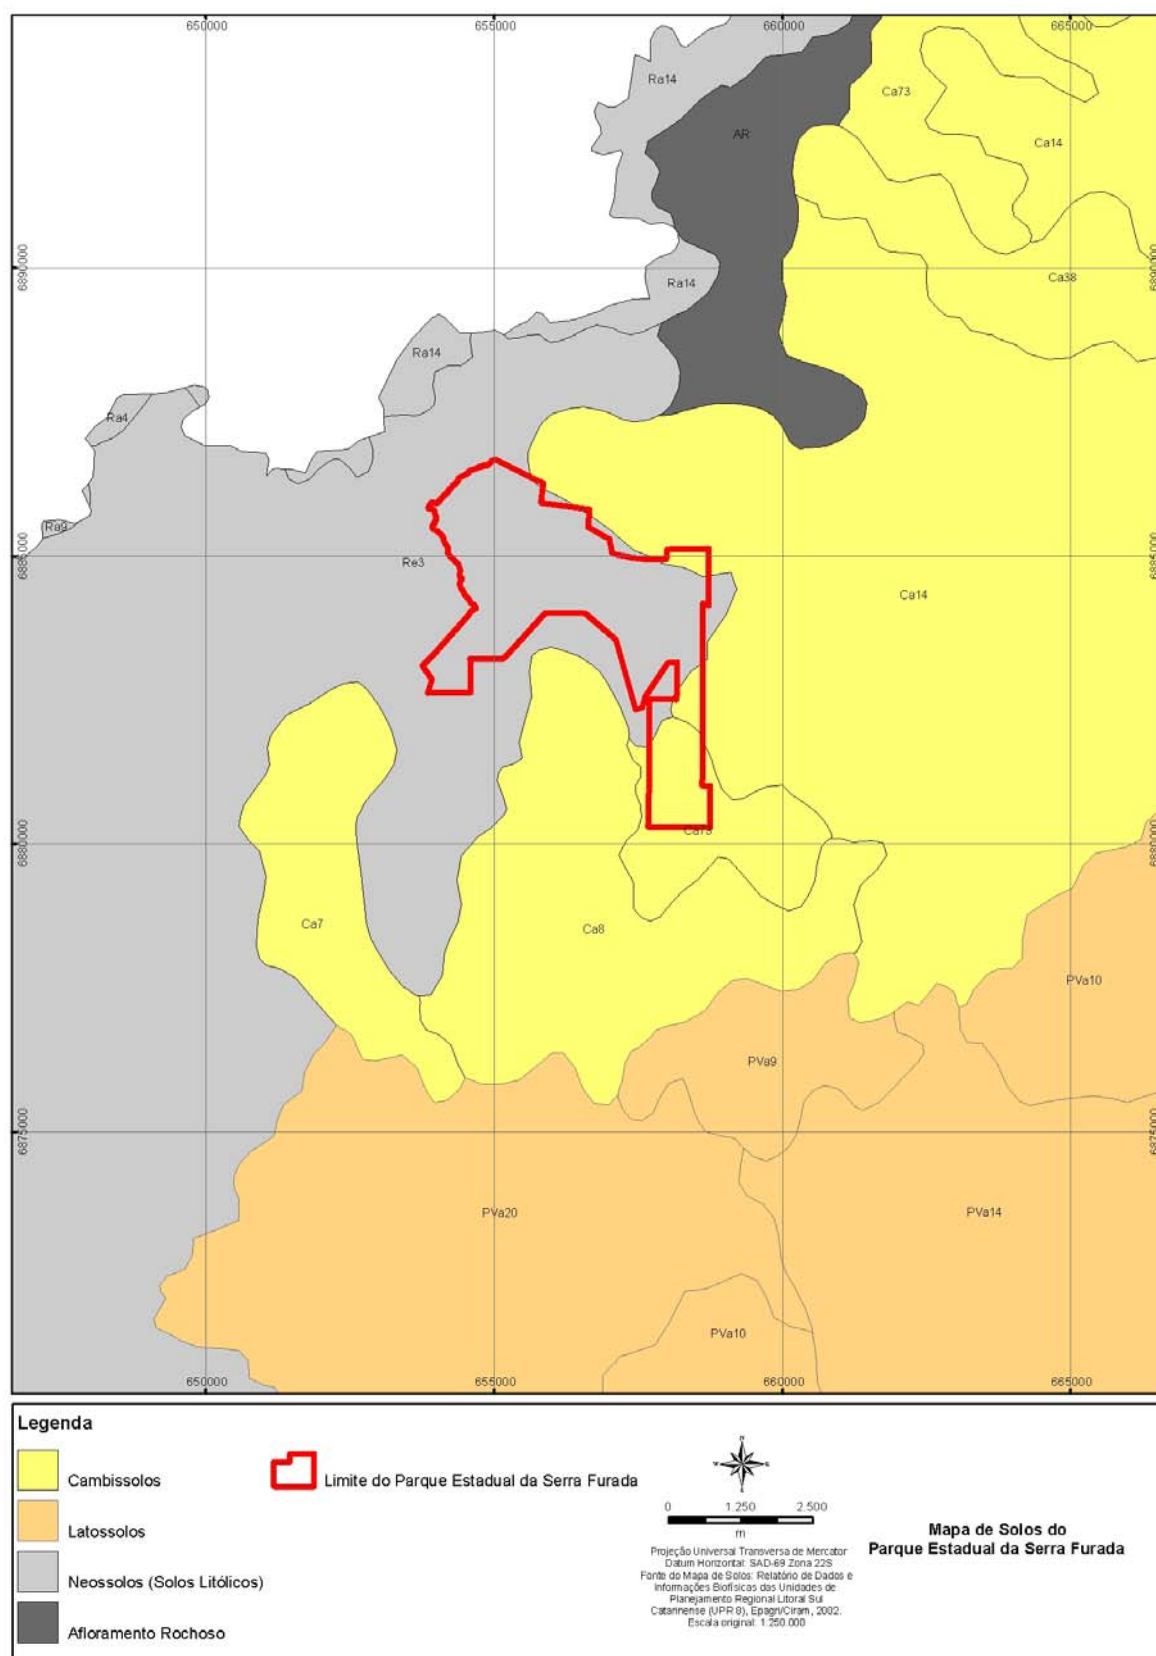 650000
655000
660000
665000
Ra14
Ca73
AR
Ca14
6890000
6890000
Ca38
Ra14
Ra14
Ra4
Ra9
6885000
Re3
6885000
Ca14
Ca73
6880000
6880000
Ca7
Ca8
PVa10
PVa9
6875000
6875000
PVa20
PVa14
PVa10
650000
655000
660000
665000
Legenda
Cambissolos
Latossolos
Neossolos (Solos Litólicos)
Afloramento Rochoso
Limite do Parque Estadual da Serra Furada
N
W
E
S
0 1.250 2.500
m
Projeção Universal Transversa de Mercator
Datum Horizontal: SAD-69 Zona 22S
Fonte do Mapa de Solos: Relatório de Dados e
Informações Biofísicas das Unidades de
Planejamento Regional Litoral Sul
Catarinense (UPR 8), Epagri/Ciram, 2002.
Escala original: 1:250.000
Mapa de Solos do
Parque Estadual da Serra Furada